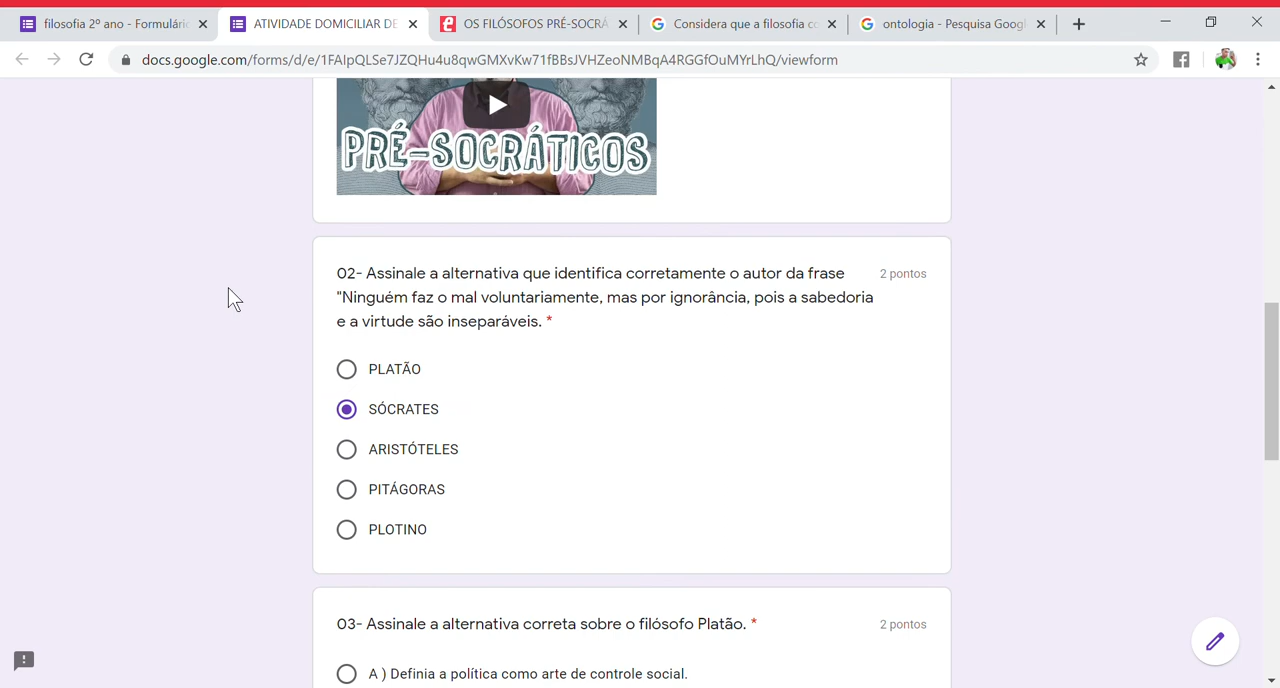 filosofia 2º ano - Formulári
ATIVIDADE DOMICILIAR DE
OS FILÓSOFOS PRÉ-SOCRÁ
Considera que a filosofia co
ontologia - Pesquisa Googl
docs.google.com/forms/d/e/1FAIpQLSe7JZQHu4u8qwGMXvKw71fBBsJVHZeoNMBqA4RGGfOuMYrLhQ/viewform
PRÉ-SOCRÁTICOS
02- Assinale a alternativa que identifica corretamente o autor da frase
2 pontos
"Ninguém faz o mal voluntariamente, mas por ignorância, pois a sabedoria
e a virtude são inseparáveis. *
PLATÃO
SÓCRATES
ARISTÓTELES
PITÁGORAS
PLOTINO
03- Assinale a alternativa correta sobre o filósofo Platão. *
2 pontos
A ) Definia a política como arte de controle social.